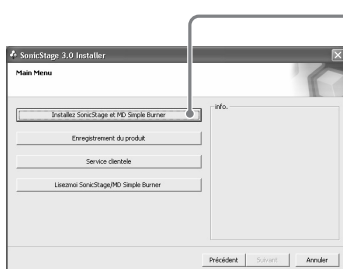 SonicStage 3.0 Installer
Main Menu
Installez SonicStage et MD Simple Burner
info.
Enregistrement du produit
Service clientele
Lisezmoi SonicStage/MD Simple Burner
Précédent Suivant Annuler